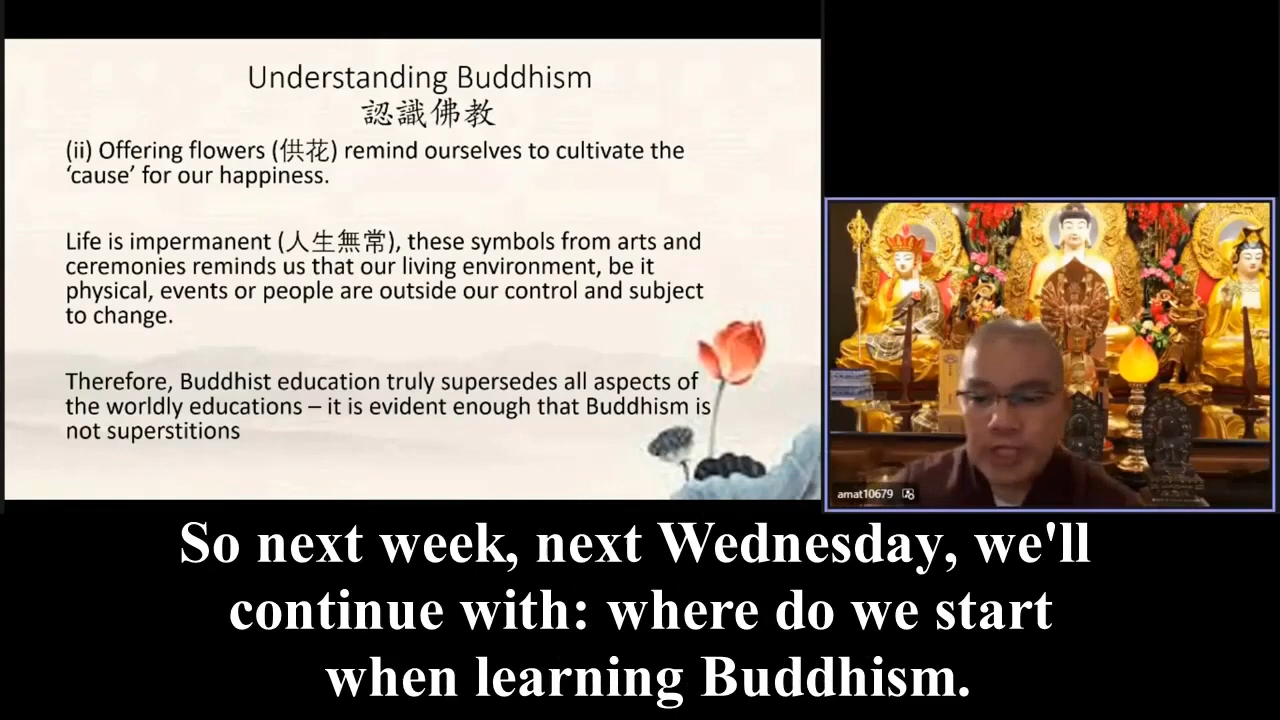 Understanding Buddhism
認識佛教
(ii) Offering flowers (供花) remind ourselves to cultivate the
‘cause’ for our happiness.
Life is impermanent (人生無常), these symbols from arts and
ceremonies reminds us that our living environment, be it
physical, events or people are outside our control and subject
to change.
Therefore, Buddhist education truly supersedes all aspects of
the worldly educations – it is evident enough that Buddhism is
not superstitions
amat10679
So next week, next Wednesday, we'll
continue with: where do we start
when learning Buddhism.